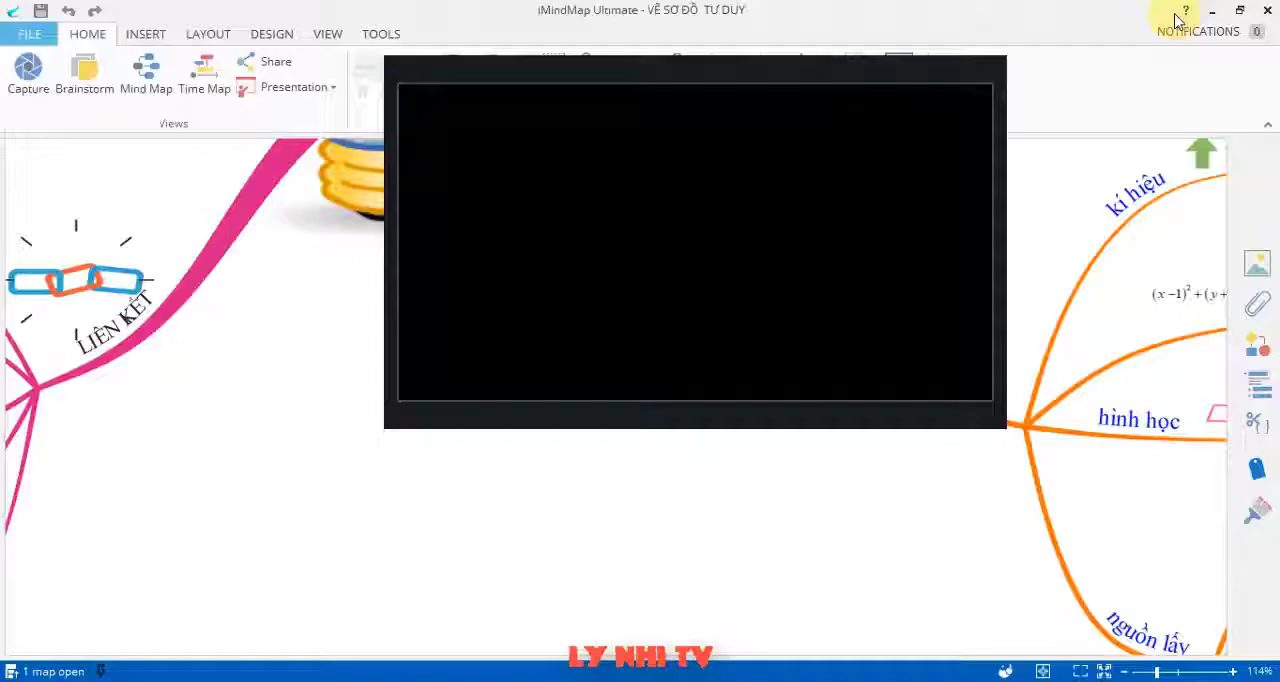 iMindMap Ultimate - VẼ SƠ ĐỒ TƯ DUY
?
NOTIFICATIONS 0
FILE HOME INSERT LAYOUT DESIGN VIEW TOOLS
Capture Brainstorm Mind Map Time Map
Share
Presentation
Views
LIÊN KẾT
kí hiệu
(x-1)² + (y+
hình học
nguồn lấy
LY NHI TV
1 map open
114%